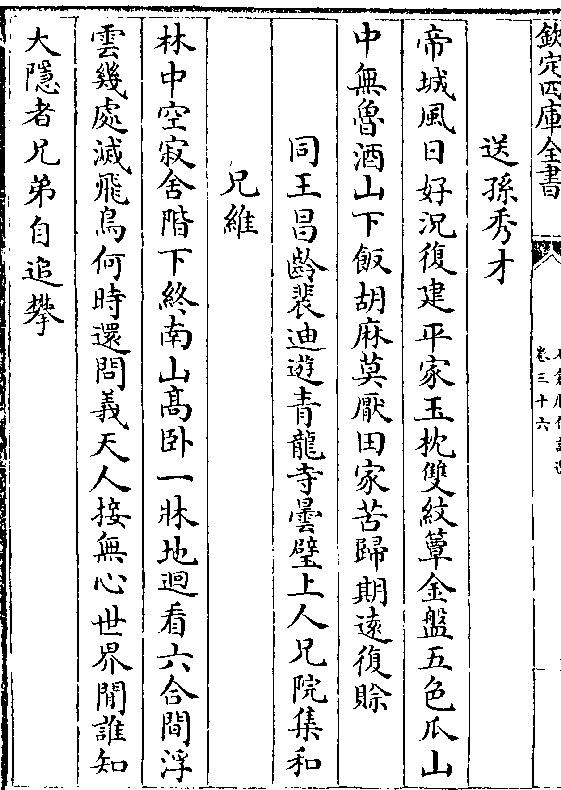 欽定四庫全書
卷三十六
送孫秀才
帝城風日好況復建平家玉枕雙紋簟金盤五色瓜山
中無魯酒山下飯胡麻莫厭田家苦歸期遠復賒
同王昌齡裴迪遊青龍寺曇壁上人兄院集和
兄維
林中空寂舍階下終南山髙卧一牀地迴看六合間浮
雲幾處滅飛鳥何時還問義天人接無心世界閒誰知
大隱者兄弟自追攀